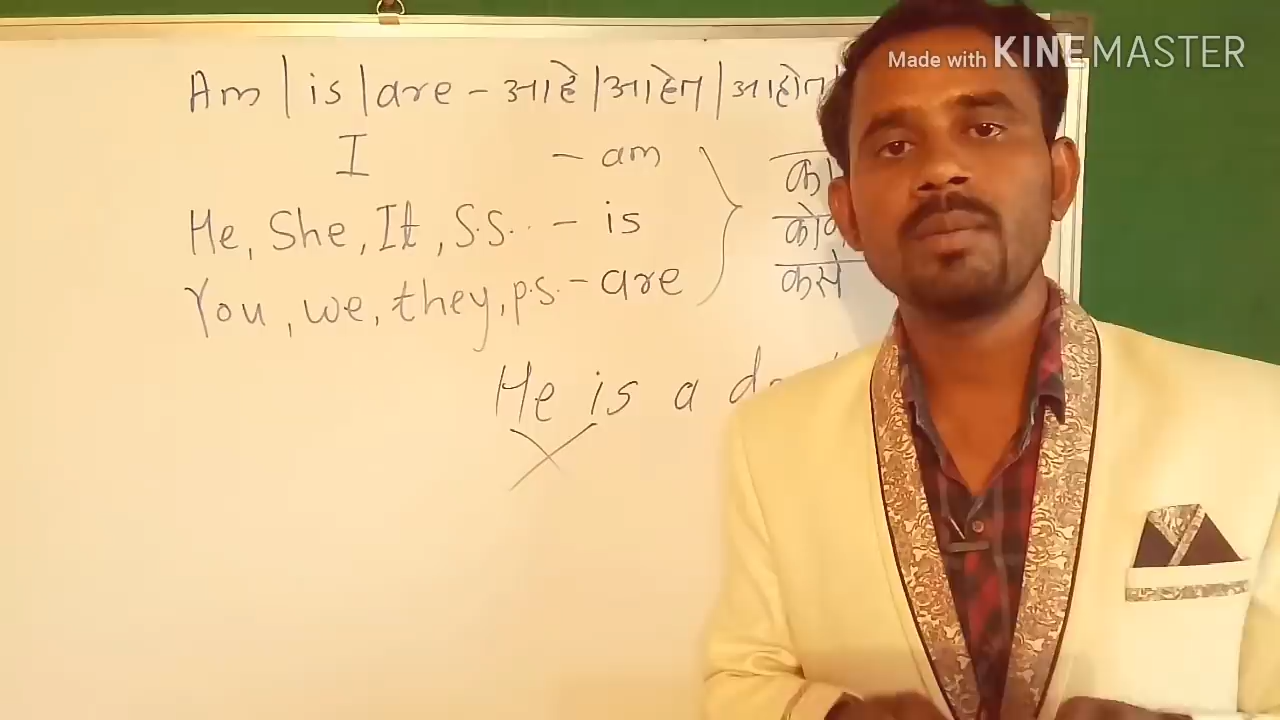 Made with KINEMASTER
Am | is | are - आहे | आहेत | आहोत
I - am
He, She, It, S.S. - is
You, we, they, p.s. - are
कसे
He is a